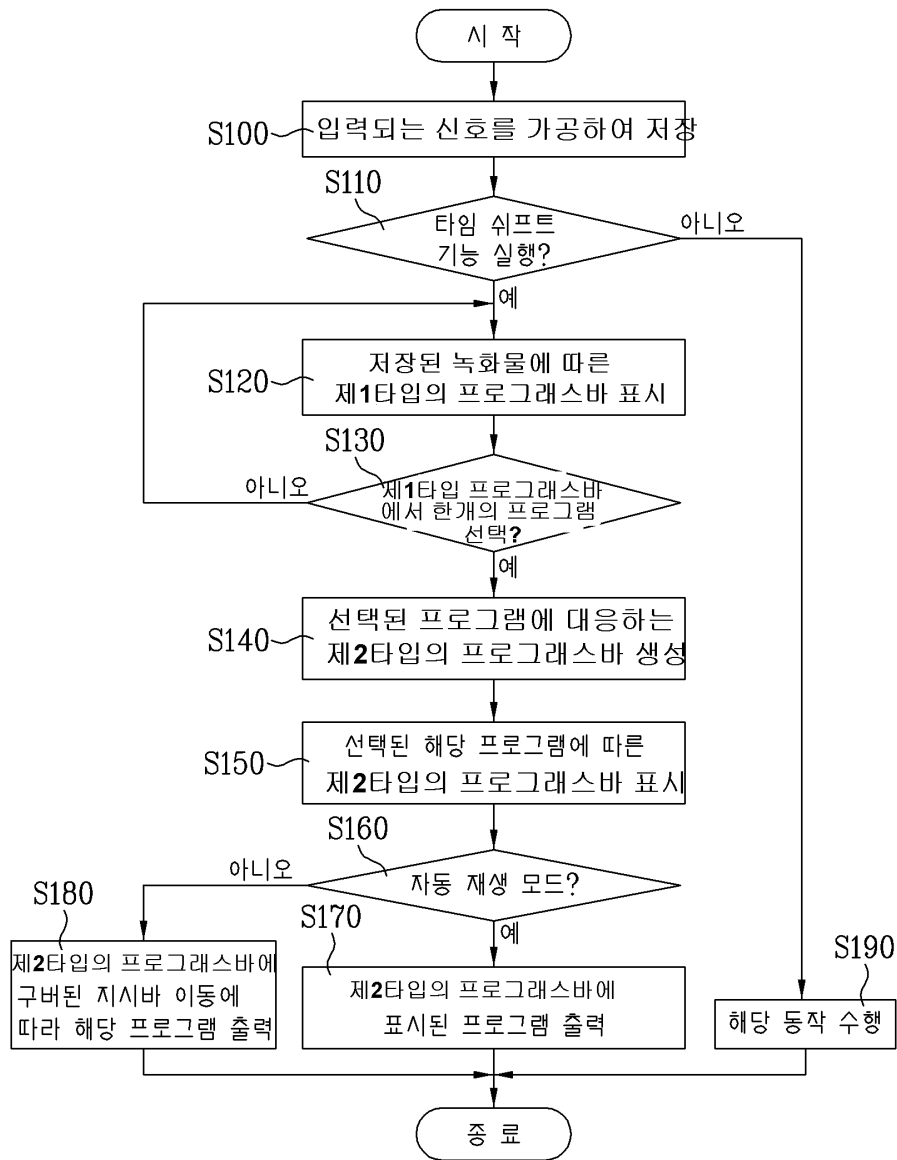 시 작
S100
입력되는 신호를 가공하여 저장
S110
타임 쉬프트
기능 실행?
아니오
예
S120
저장된 녹화물에 따른
제1타입의 프로그래스바 표시
S130
아니오
제1타입 프로그래스바
에서 한개의 프로그램
선택?
예
S140
선택된 프로그램에 대응하는
제2타입의 프로그래스바 생성
S150
선택된 해당 프로그램에 따른
제2타입의 프로그래스바 표시
S160
아니오
자동 재생 모드?
예
S180
제2타입의 프로그래스바에
구버된 지시바 이동에
따라 해당 프로그램 출력
S170
제2타입의 프로그래스바에
표시된 프로그램 출력
S190
해당 동작 수행
종 료